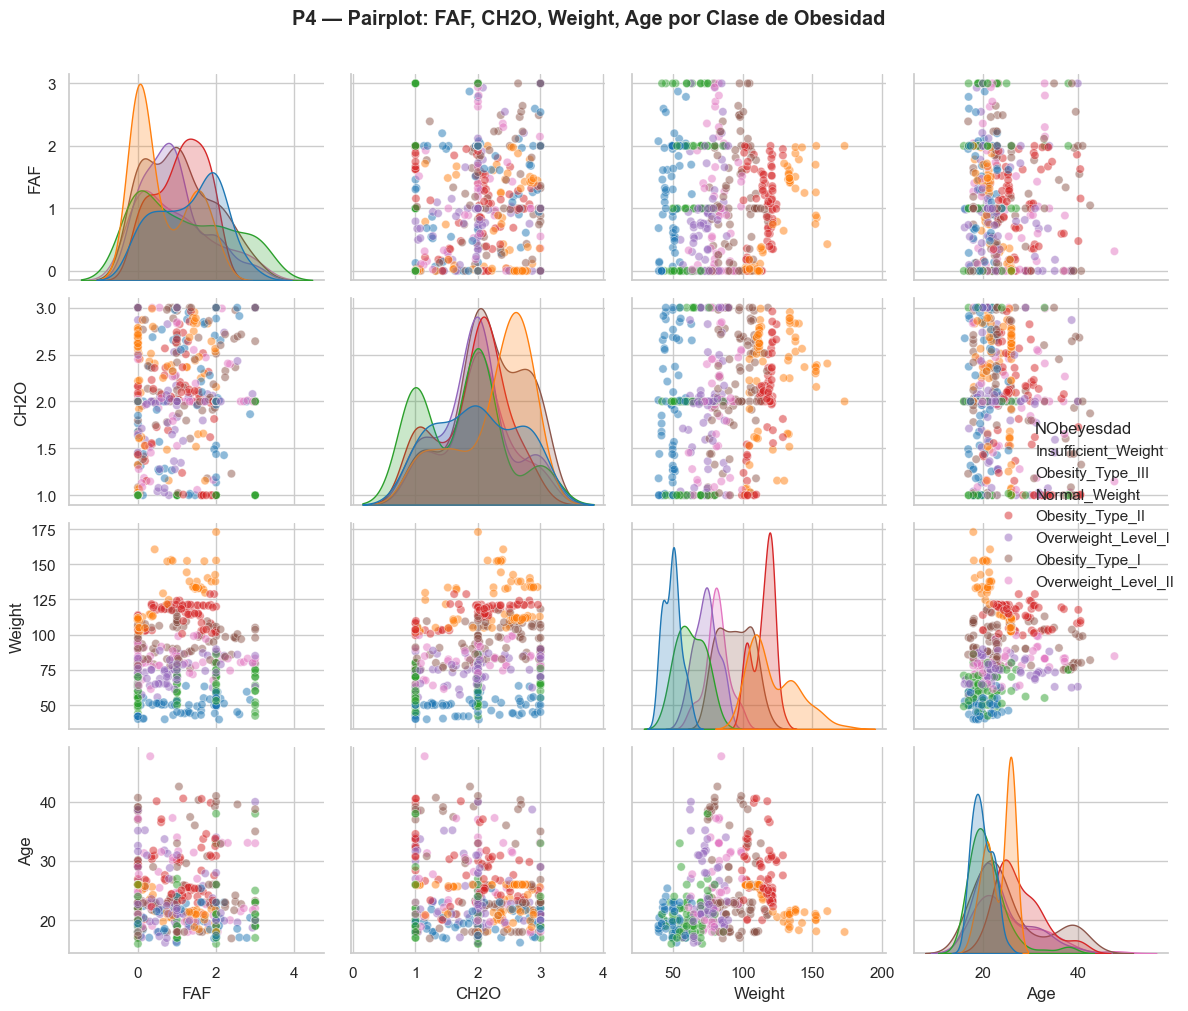 P4 — Pairplot: FAF, CH2O, Weight, Age por Clase de Obesidad
3
2
1
0
FAF
3.0
2.5
2.0
1.5
1.0
CH2O
NObeyesdad
Insufficient_Weight
Obesity_Type_III
Normal_Weight
Obesity_Type_II
Overweight_Level_I
Obesity_Type_I
Overweight_Level_II
175
150
125
100
75
50
Weight
40
30
20
Age
0 2 4
0 1 2 3 4
50 100 150 200
20 40
FAF CH2O Weight Age